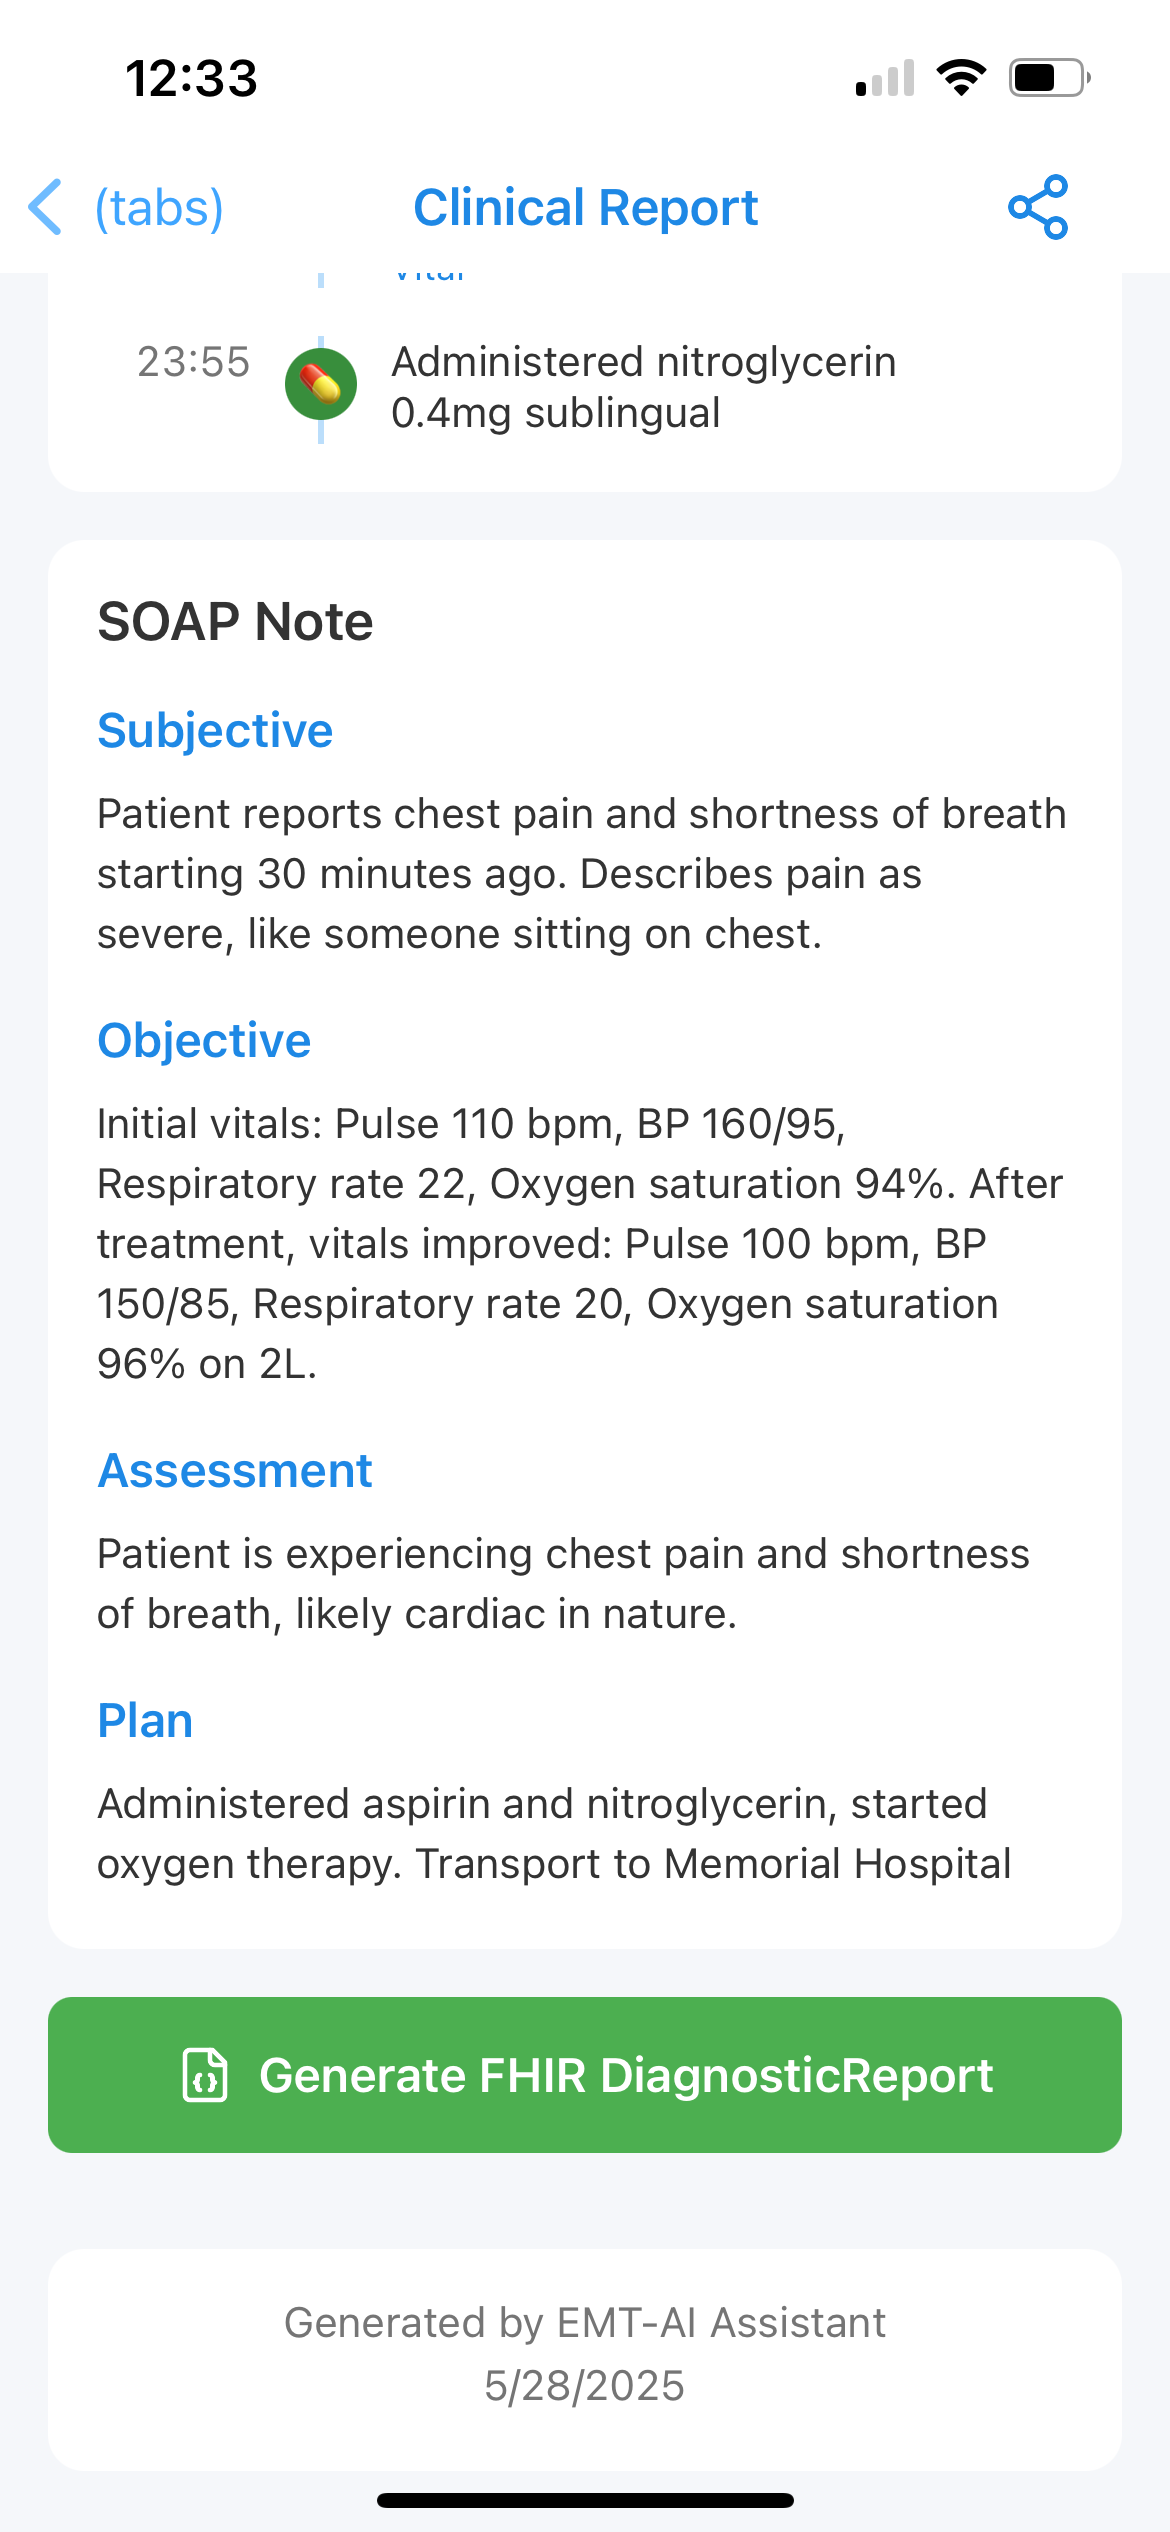 12:33
(tabs)
Clinical Report
Vital
23:55
Administered nitroglycerin
0.4mg sublingual
SOAP Note
Subjective
Patient reports chest pain and shortness of breath
starting 30 minutes ago. Describes pain as
severe, like someone sitting on chest.
Objective
Initial vitals: Pulse 110 bpm, BP 160/95,
Respiratory rate 22, Oxygen saturation 94%. After
treatment, vitals improved: Pulse 100 bpm, BP
150/85, Respiratory rate 20, Oxygen saturation
96% on 2L.
Assessment
Patient is experiencing chest pain and shortness
of breath, likely cardiac in nature.
Plan
Administered aspirin and nitroglycerin, started
oxygen therapy. Transport to Memorial Hospital
Generate FHIR DiagnosticReport
Generated by EMT-AI Assistant
5/28/2025